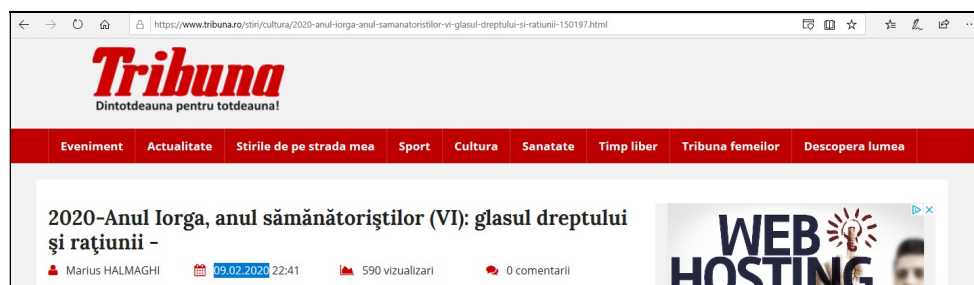 https://www.tribuna.ro/stiri/cultura/2020-anul-iorga-anul-samanatoristilor-vi-glasul-dreptului-si-ratiunii-150197.html
Tribuna
Dintotdeauna pentru totdeauna!
Eveniment Actualitate Stirile de pe strada mea Sport Cultura Sanatate Timp liber Tribuna femeilor Descopera lumea
2020-Anul Iorga, anul sămănătoriştilor (VI): glasul dreptului
şi raţiunii -
Marius HALMAGHI 09.02.2020 22:41 590 vizualizari 0 comentarii
WEB
HOSTING